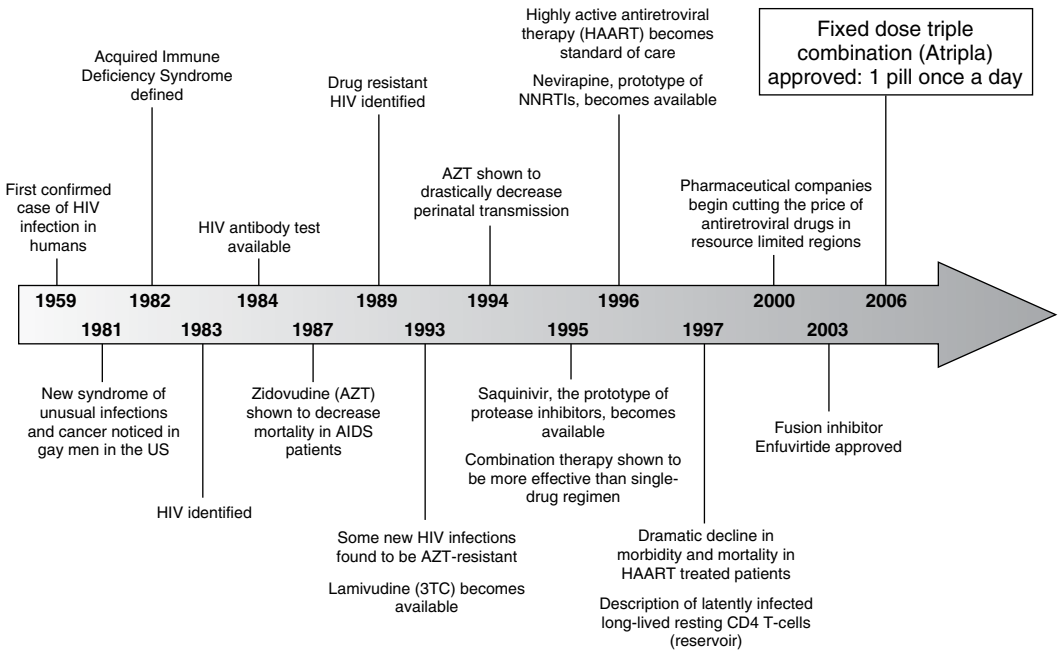 Highly active antiretroviral
therapy (HAART) becomes
standard of care
Nevirapine, prototype of
NNRTIs, becomes available
Fixed dose triple
combination (Atripla)
approved: 1 pill once a day
Acquired Immune
Deficiency Syndrome
defined
Drug resistant
HIV identified
First confirmed
case of HIV
infection in
humans
HIV antibody test
available
AZT shown to
drastically decrease
perinatal transmission
Pharmaceutical companies
begin cutting the price of
antiretroviral drugs in
resource limited regions
1959 1982 1984 1989 1994 1996 2000 2006
1981 1983 1987 1993 1995 1997 2003
New syndrome of
unusual infections
and cancer noticed in
gay men in the US
HIV identified
Zidovudine (AZT)
shown to decrease
mortality in AIDS
patients
Some new HIV infections
found to be AZT-resistant
Lamivudine (3TC) becomes
available
Saquinivir, the prototype of
protease inhibitors, becomes
available
Combination therapy shown to
be more effective than single-
drug regimen
Dramatic decline in
morbidity and mortality in
HAART treated patients
Description of latently infected
long-lived resting CD4 T-cells
(reservoir)
Fusion inhibitor
Enfuvirtide approved